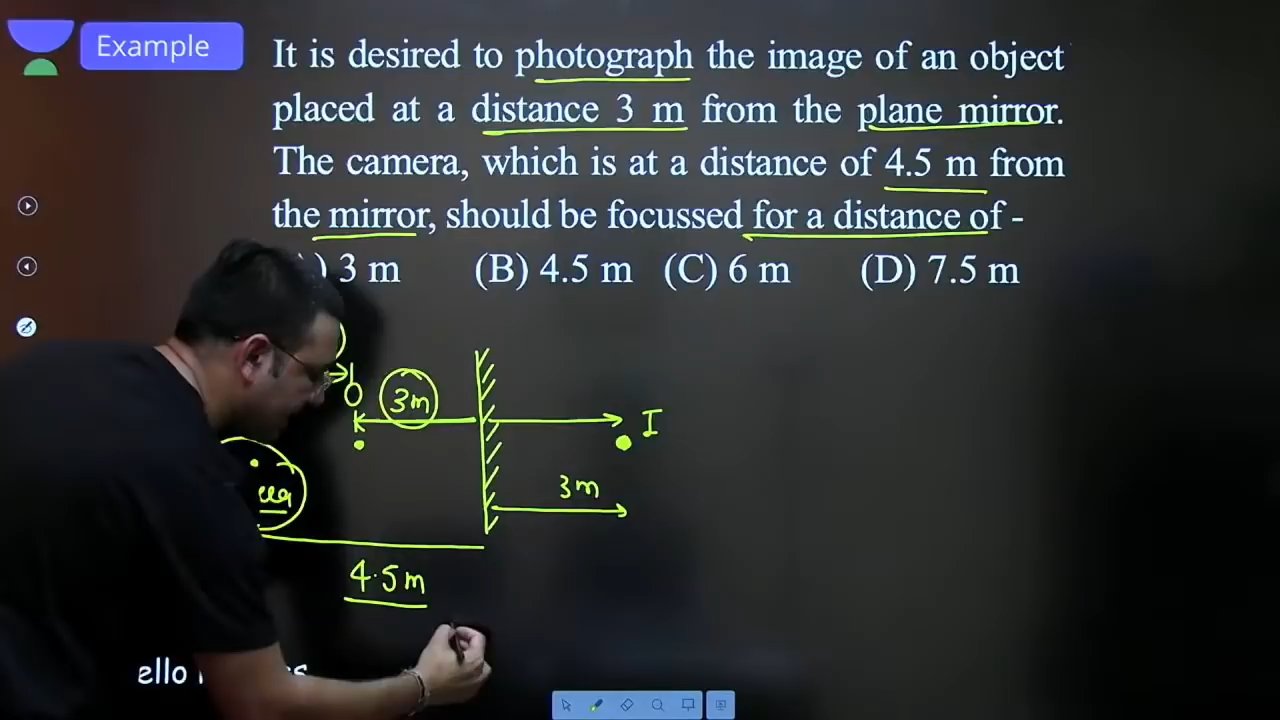 Example
It is desired to photograph the image of an object
placed at a distance 3 m from the plane mirror.
The camera, which is at a distance of 4.5 m from
the mirror, should be focussed for a distance of -
) 3 m (B) 4.5 m (C) 6 m (D) 7.5 m
O
3m
I
3m
4.5m
ello